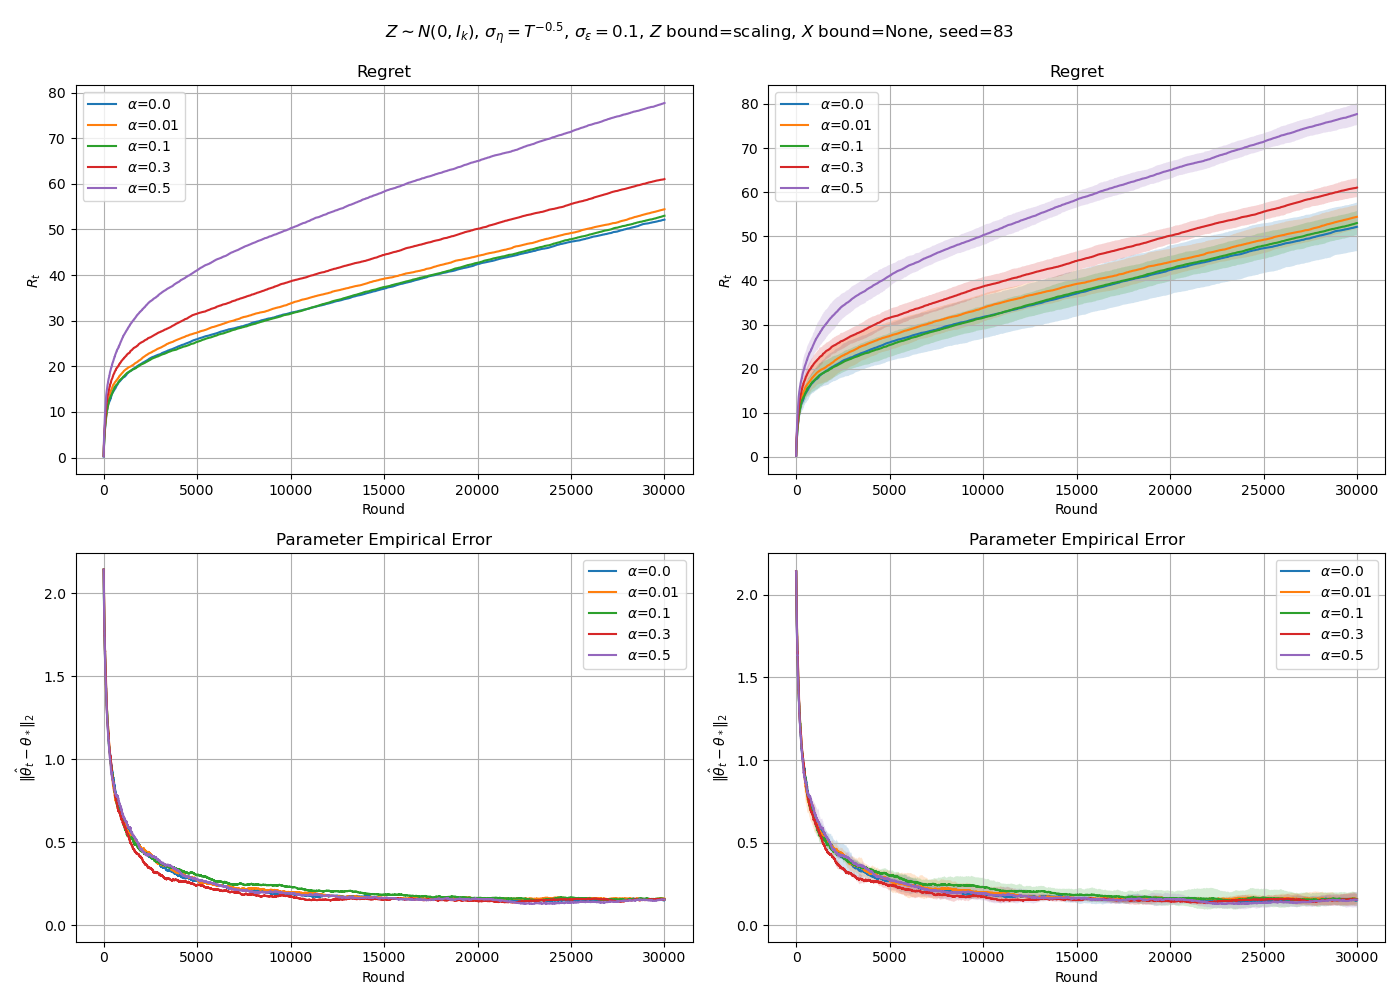 Z ∼ N(0, I_k), σ_η = T^{−0.5}, σ_ε = 0.1, Z bound=scaling, X bound=None, seed=83
Regret
R_t
80
70
60
50
40
30
20
10
0
α=0.0
α=0.01
α=0.1
α=0.3
α=0.5
0 5000 10000 15000 20000 25000 30000
Round
Regret
R_t
80
70
60
50
40
30
20
10
0
α=0.0
α=0.01
α=0.1
α=0.3
α=0.5
0 5000 10000 15000 20000 25000 30000
Round
Parameter Empirical Error
‖θ̂_t − θ_*‖_2
2.0
1.5
1.0
0.5
0.0
α=0.0
α=0.01
α=0.1
α=0.3
α=0.5
0 5000 10000 15000 20000 25000 30000
Round
Parameter Empirical Error
‖θ̂_t − θ_*‖_2
2.0
1.5
1.0
0.5
0.0
α=0.0
α=0.01
α=0.1
α=0.3
α=0.5
0 5000 10000 15000 20000 25000 30000
Round